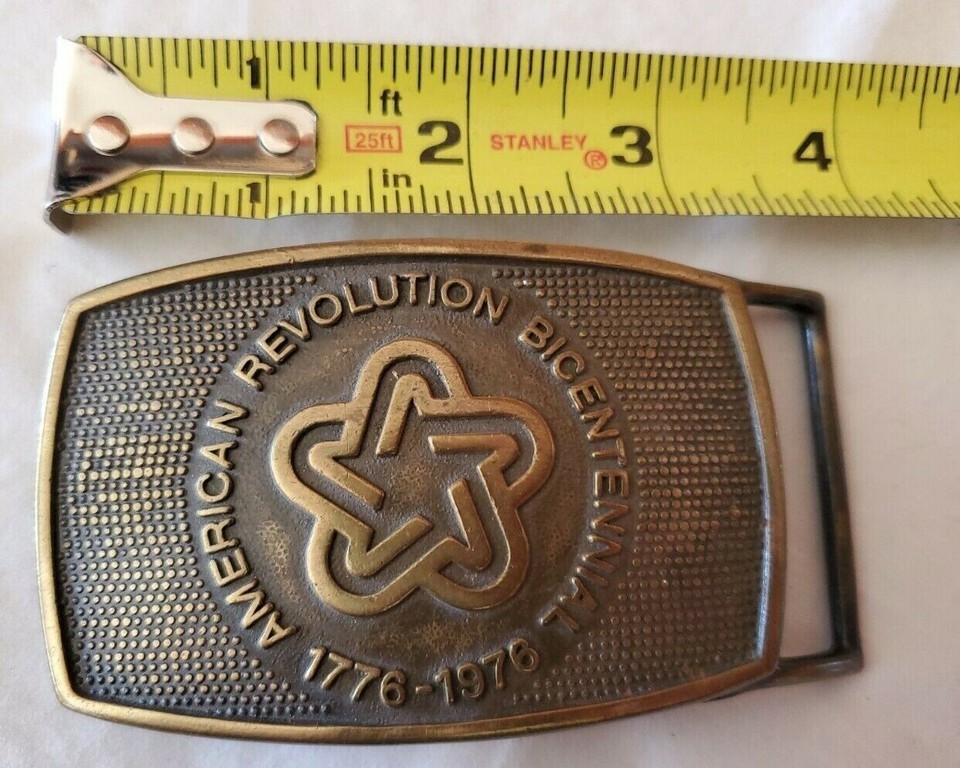 1
ft
25ft 2 STANLEY® 3 4
in
1
AMERICAN REVOLUTION BICENTENNIAL
1776-1976